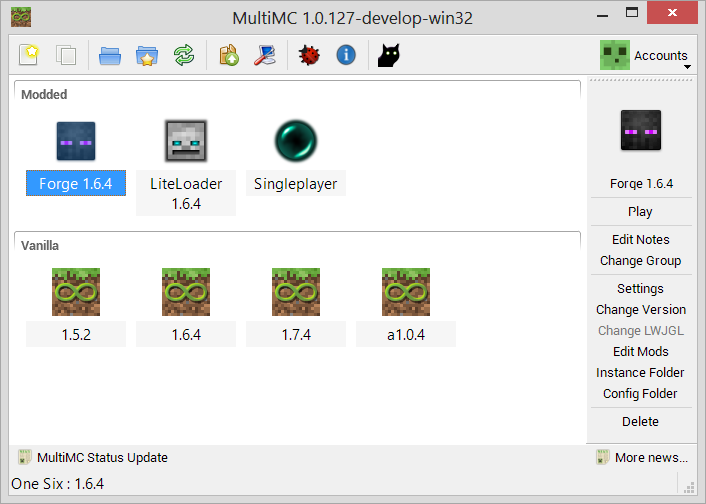 MultiMC 1.0.127-develop-win32
Accounts
Modded
Forge 1.6.4
LiteLoader
1.6.4
Singleplayer
Vanilla
1.5.2
1.6.4
1.7.4
a1.0.4
Forge 1.6.4
Play
Edit Notes
Change Group
Settings
Change Version
Change LWJGL
Edit Mods
Instance Folder
Config Folder
Delete
MultiMC Status Update
More news...
One Six : 1.6.4